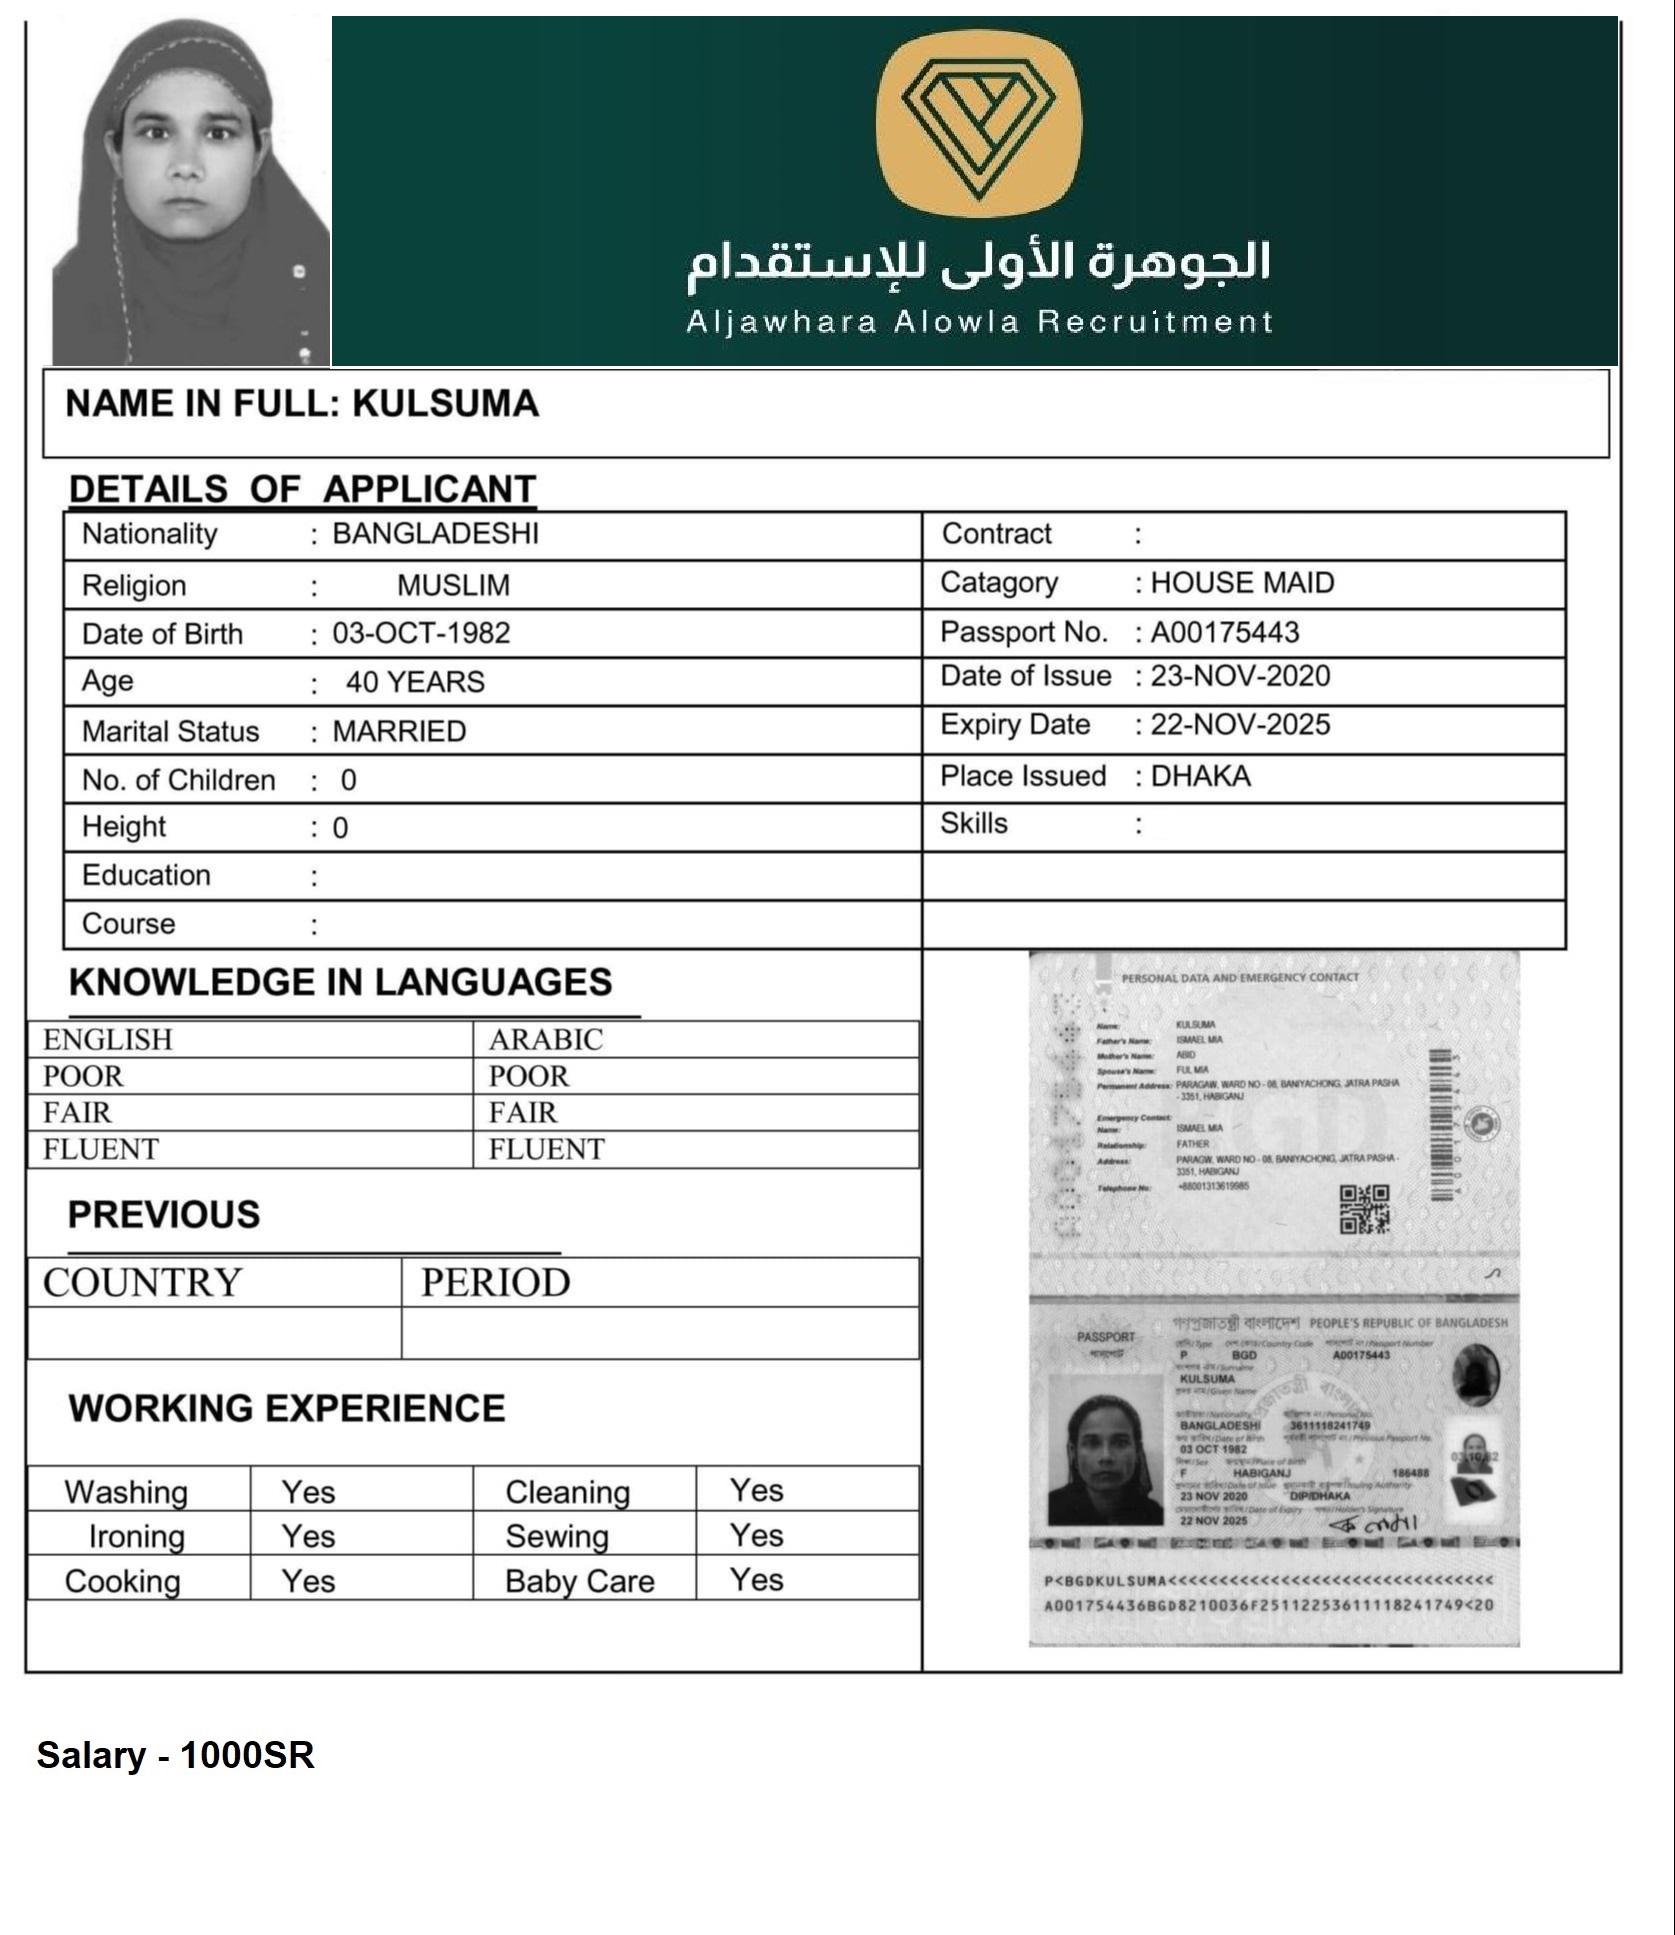 الجوهرة الأولى للإستقدام
Aljawhara Alowla Recruitment
NAME IN FULL: KULSUMA
DETAILS OF APPLICANT
Nationality : BANGLADESHI
Contract :
Religion : MUSLIM
Catagory : HOUSE MAID
Date of Birth : 03-OCT-1982
Passport No. : A00175443
Age : 40 YEARS
Date of Issue : 23-NOV-2020
Marital Status : MARRIED
Expiry Date : 22-NOV-2025
No. of Children : 0
Place Issued : DHAKA
Height : 0
Skills :
Education :
Course :
KNOWLEDGE IN LANGUAGES
ENGLISH ARABIC
POOR POOR
FAIR FAIR
FLUENT FLUENT
PREVIOUS
COUNTRY PERIOD
WORKING EXPERIENCE
Washing Yes Cleaning Yes
Ironing Yes Sewing Yes
Cooking Yes Baby Care Yes
PERSONAL DATA AND EMERGENCY CONTACT
Name: KULSUMA
Father's Name: ISMAEL MIA
Mother's Name: ABID
Spouse's Name: FUL MIA
Permanent Address: PARAGAW, WARD NO - 08, BANIYACHONG, JATRA PASHA
- 3351, HABIGANJ
Emergency Contact:
Name: ISMAEL MIA
Relationship: FATHER
Address: PARAGW, WARD NO - 08, BANIYACHONG, JATRA PASHA -
3351, HABIGANJ
Telephone No: +8801313619985
গণপ্রজাতন্ত্রী বাংলাদেশ PEOPLE'S REPUBLIC OF BANGLADESH
PASSPORT
পাসপোর্ট
Type Country Code Passport Number
P BGD A00175443
Surname
KULSUMA
Given Name
Nationality Personal No.
BANGLADESHI 3611118241749
Date of Birth Previous Passport No.
03 OCT 1982
Sex Place of Birth
F HABIGANJ 186488
Date of Issue Issuing Authority
23 NOV 2020 DIP/DHAKA
Date of Expiry Holder's Signature
22 NOV 2025
P<BGDKULSUMA<<<<<<<<<<<<<<<<<<<<<<<<<<<<<<<<
A001754436BGD8210036F25112253611118241749<20
Salary - 1000SR